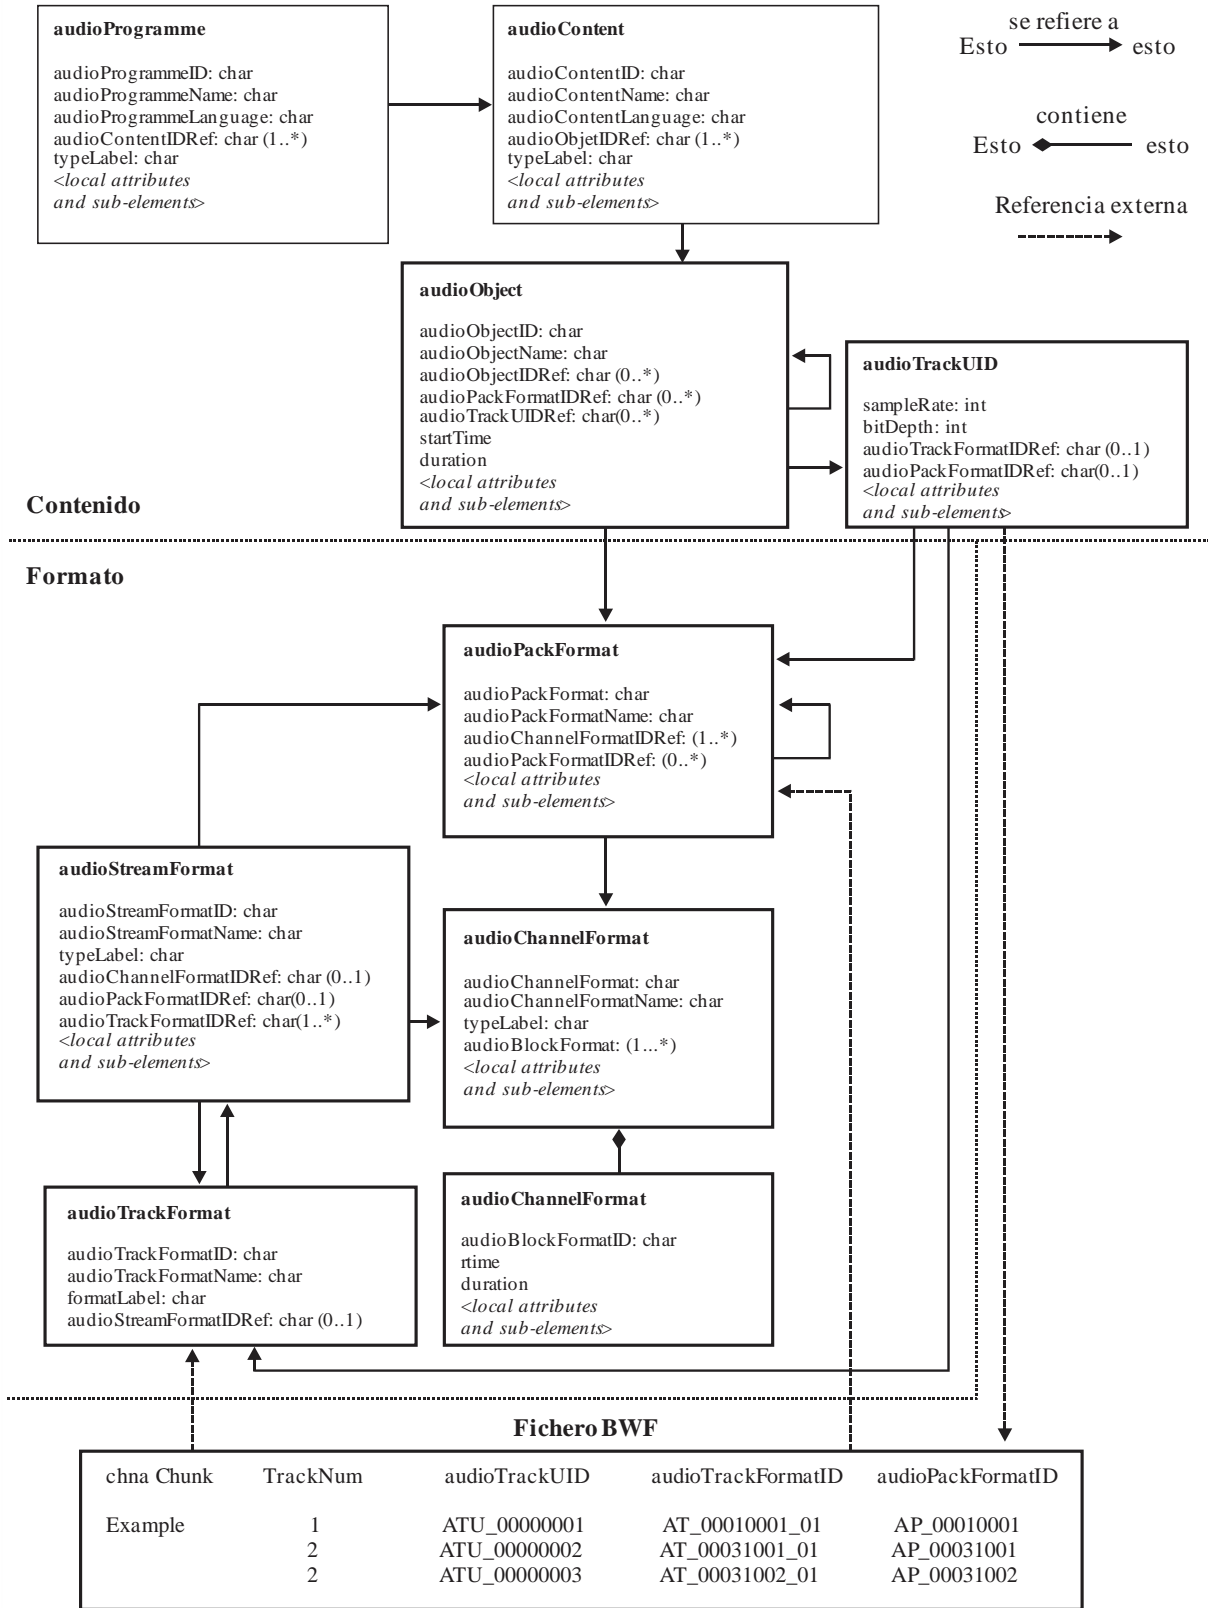 audioProgramme
audioProgrammeID: char
audioProgrammeName: char
audioProgrammeLanguage: char
audioContentIDRef: char (1..*)
typeLabel: char
<local attributes
and sub-elements>
audioContent
audioContentID: char
audioContentName: char
audioContentLanguage: char
audioObjetIDRef: char (1..*)
typeLabel: char
<local attributes
and sub-elements>
se refiere a
Esto esto
contiene
Esto esto
Referencia externa
audioObject
audioObjectID: char
audioObjectName: char
audioObjectIDRef: char (0..*)
audioPackFormatIDRef: char (0..*)
audioTrackUIDRef: char(0..*)
startTime
duration
<local attributes
and sub-elements>
audioTrackUID
sampleRate: int
bitDepth: int
audioTrackFormatIDRef: char (0..1)
audioPackFormatIDRef: char(0..1)
<local attributes
and sub-elements>
Contenido
Formato
audioPackFormat
audioPackFormat: char
audioPackFormatName: char
audioChannelFormatIDRef: (1..*)
audioPackFormatIDRef: (0..*)
<local attributes
and sub-elements>
audioStreamFormat
audioStreamFormatID: char
audioStreamFormatName: char
typeLabel: char
audioChannelFormatIDRef: char (0..1)
audioPackFormatIDRef: char(0..1)
audioTrackFormatIDRef: char(1..*)
<local attributes
and sub-elements>
audioChannelFormat
audioChannelFormat: char
audioChannelFormatName: char
typeLabel: char
audioBlockFormat: (1...*)
<local attributes
and sub-elements>
audioTrackFormat
audioTrackFormatID: char
audioTrackFormatName: char
formatLabel: char
audioStreamFormatIDRef: char (0..1)
audioChannelFormat
audioBlockFormatID: char
rtime
duration
<local attributes
and sub-elements>
Fichero BWF
chna Chunk TrackNum audioTrackUID audioTrackFormatID audioPackFormatID
Example 1 ATU_00000001 AT_00010001_01 AP_00010001
2 ATU_00000002 AT_00031001_01 AP_00031001
2 ATU_00000003 AT_00031002_01 AP_00031002